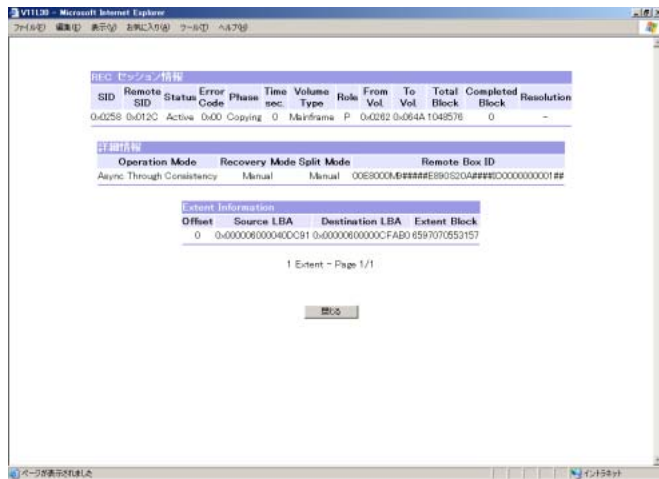 V11L30 - Microsoft Internet Explorer
ファイル(F) 編集(E) 表示(V) お気に入り(A) ツール(T) ヘルプ(H)
REC セッション情報
SID Remote SID Status Error Code Phase Time sec. Volume Type Role From Vol. To Vol. Total Block Completed Block Resolution
0x0258 0x012C Active 0x00 Copying 0 Mainframe P 0x0262 0x064A 1048576 0 -
詳細情報
Operation Mode Recovery Mode Split Mode Remote Box ID
Async Through Consistency Manual Manual 00E8000M9#####E890S20A####ID0000000001##
Extent Information
Offset Source LBA Destination LBA Extent Block
0 0x000006000040DC91 0x00000600000CFAB0 6597070553157
1 Extent - Page 1/1
閉じる
ページが表示されました
イントラネット